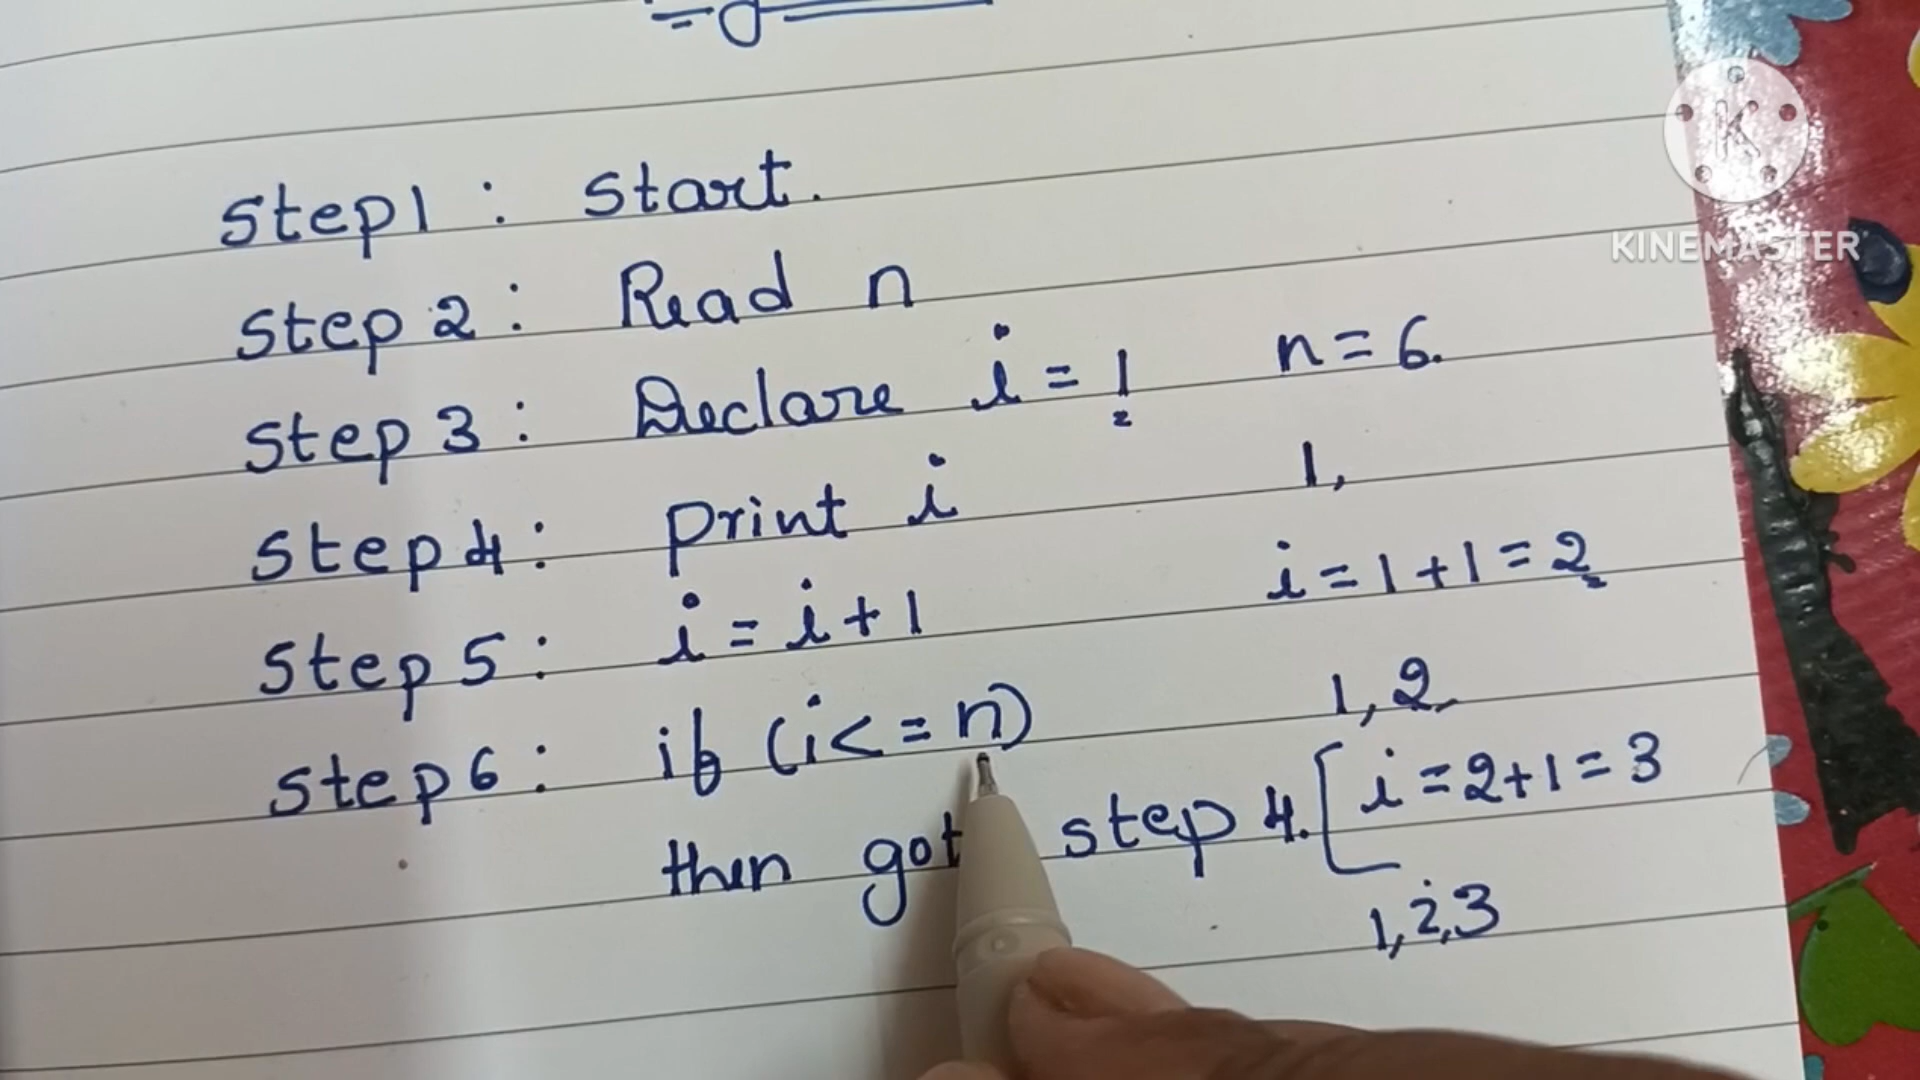 Step1 : Start.
Step 2 : Read n
Step 3 : Declare i = 1 n = 6.
Step 4 : Print i 1,
Step 5 : i = i + 1 i = 1 + 1 = 2
Step 6 : if (i < = n) 1, 2,
then got step 4. [ i = 2 + 1 = 3
1, 2, 3
KINEMASTER